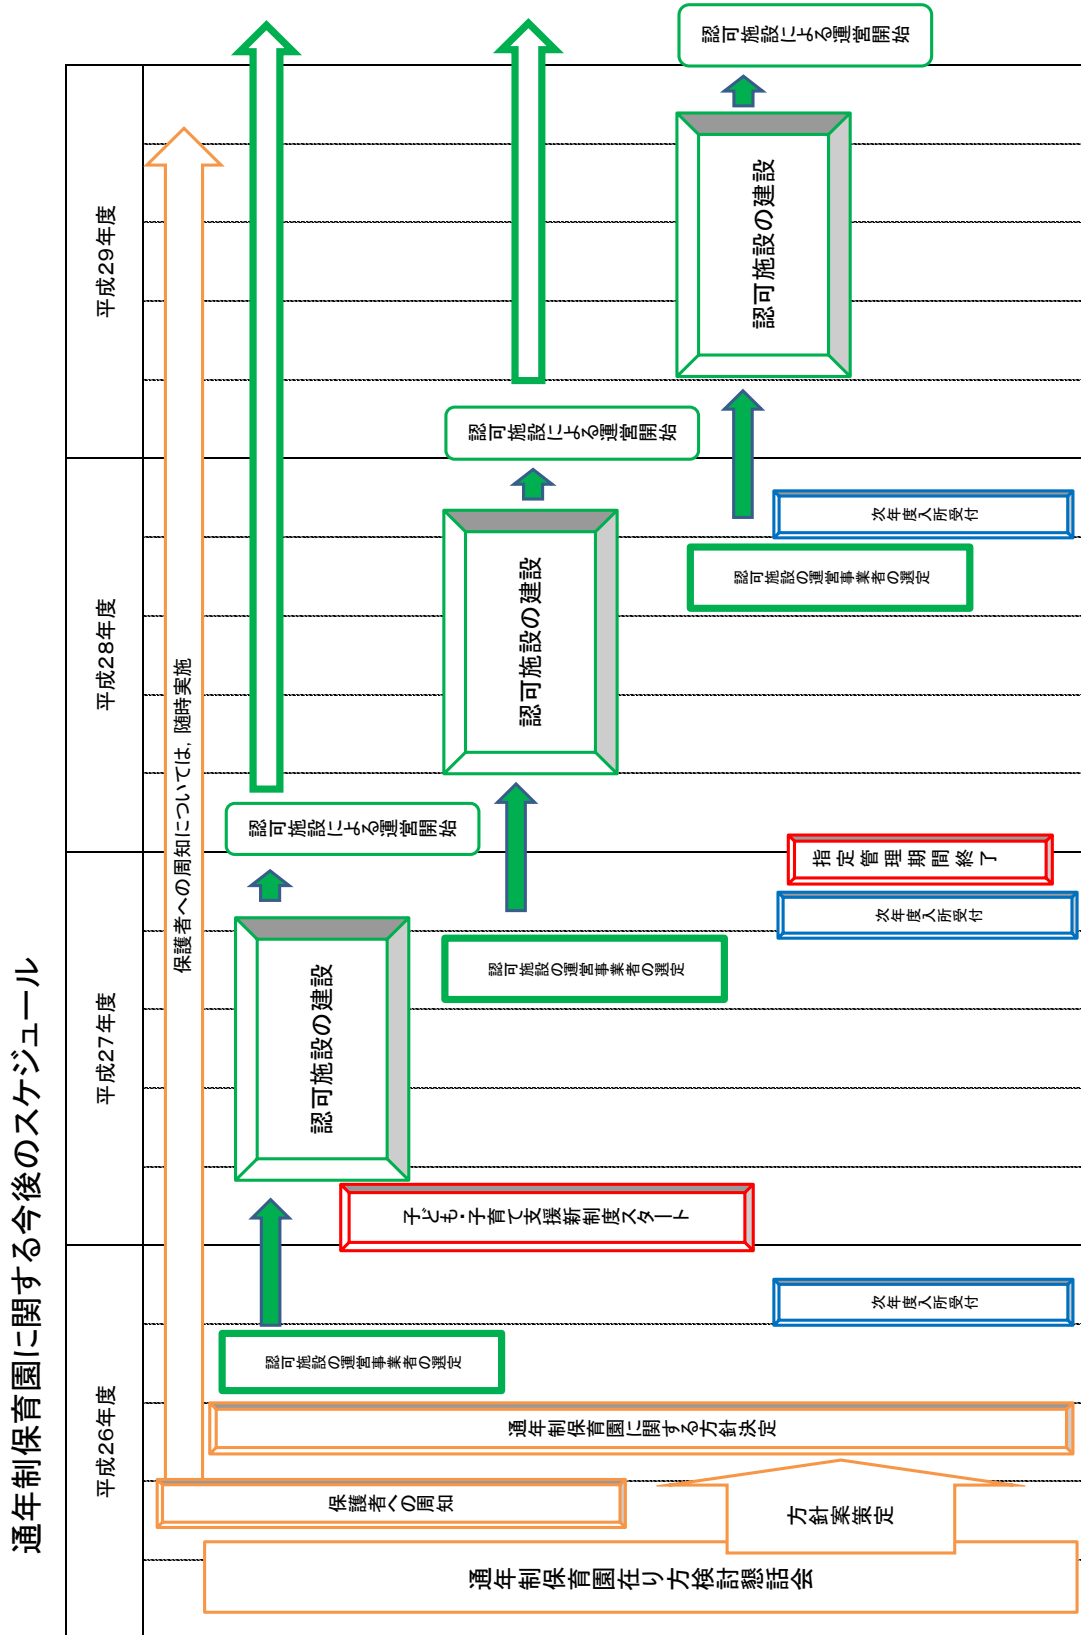 通年制保育園に関する今後のスケジュール
平成26年度
平成27年度
平成28年度
平成29年度
保護者への周知については，随時実施
保護者への周知
通年制保育園在り方検討懇話会
方針案策定
通年制保育園に関する方針決定
認可施設の運営事業者の選定
次年度入所受付
子ども・子育て支援新制度スタート
認可施設の建設
認可施設の運営事業者の選定
次年度入所受付
指定管理期間終了
認可施設による運営開始
認可施設の建設
認可施設の運営事業者の選定
次年度入所受付
認可施設による運営開始
認可施設の建設
認可施設による運営開始